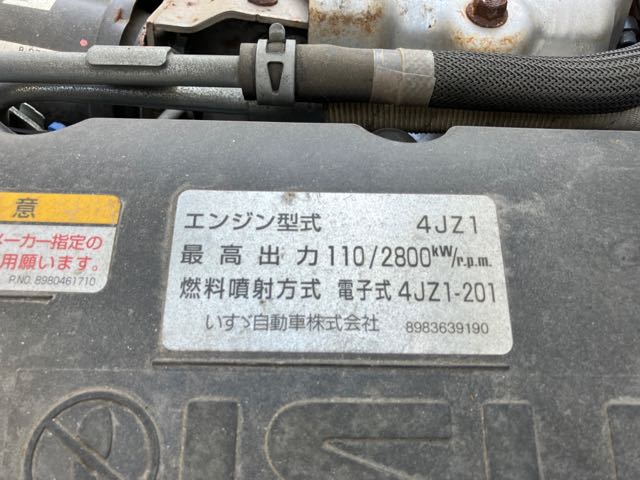 意
メーカー指定の
用願います。
P.NO. 8980461710
エンジン型式 4JZ1
最高出力 110/2800kW/r.p.m.
燃料噴射方式 電子式 4JZ1-201
いすゞ自動車株式会社 8983639190